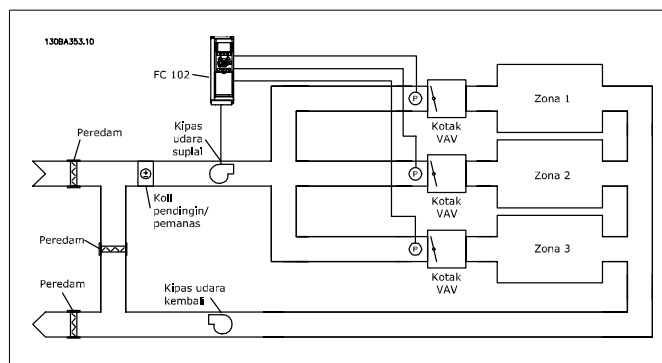 130BA353.10
FC 102
Kipas
udara
suplai
Peredam
Koll
pendingin/
pemanas
Peredam
Peredam
Kipas udara
kembali
P
Kotak
VAV
Zona 1
P
Kotak
VAV
Zona 2
P
Kotak
VAV
Zona 3